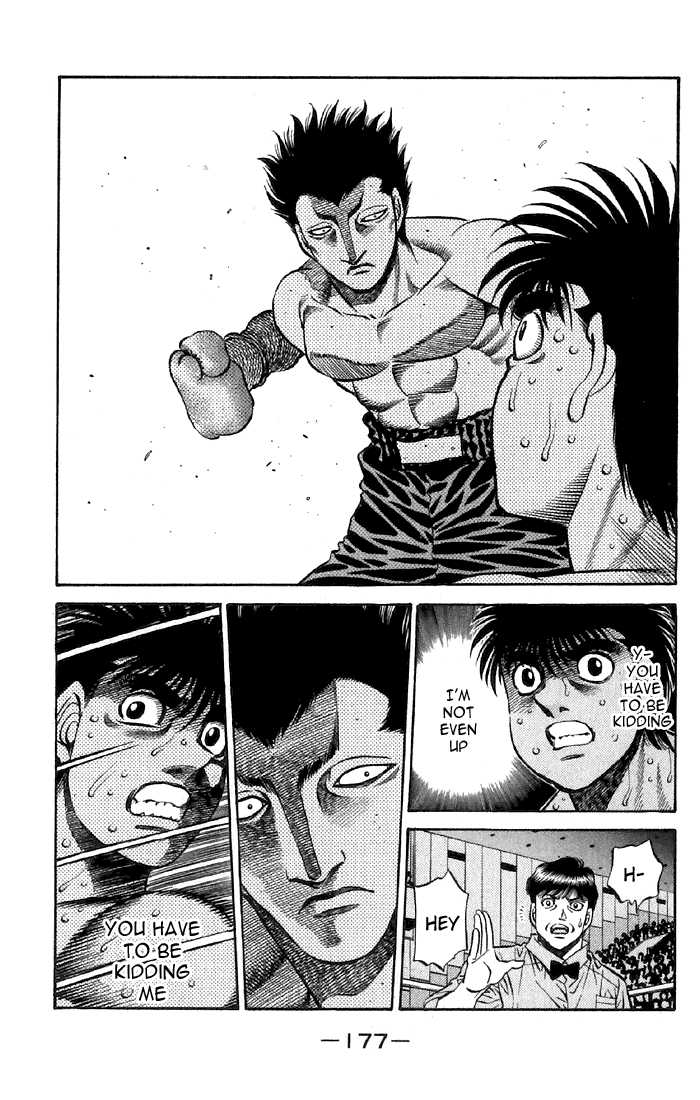 Y-
YOU
HAVE
TO BE
KIDDING
I'M
NOT
EVEN
UP
H-
HEY
YOU HAVE
TO BE
KIDDING
ME
—177—